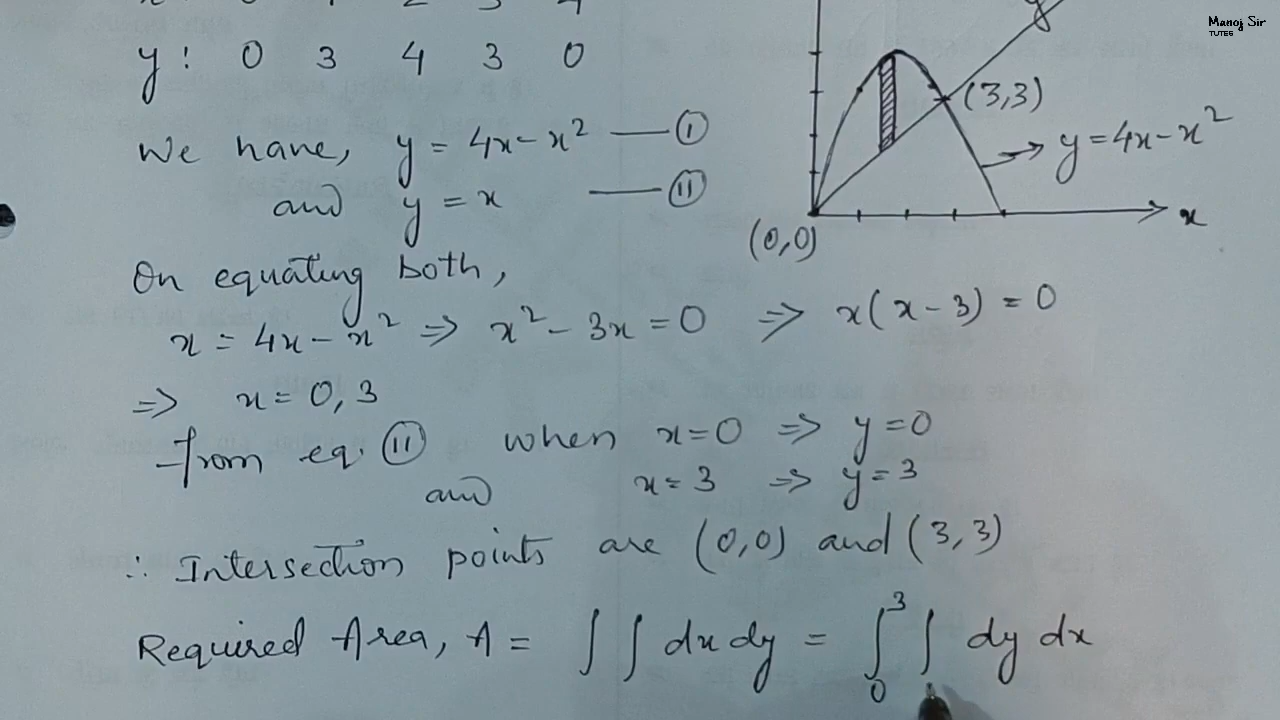 Manoj Sir
TUTES
y : 0 3 4 3 0
(3,3)
y = 4x - x²
(0,0)
x
We have, y = 4x - x² — (I)
and y = x — (II)
On equating both,
x = 4x - x² ⇒ x² - 3x = 0 ⇒ x(x - 3) = 0
⇒ x = 0, 3
from eq. (II) when x = 0 ⇒ y = 0
and x = 3 ⇒ y = 3
∴ Intersection points are (0,0) and (3,3)
Required Area, A = ∫∫ dx dy = ∫₀³ ∫ dy dx